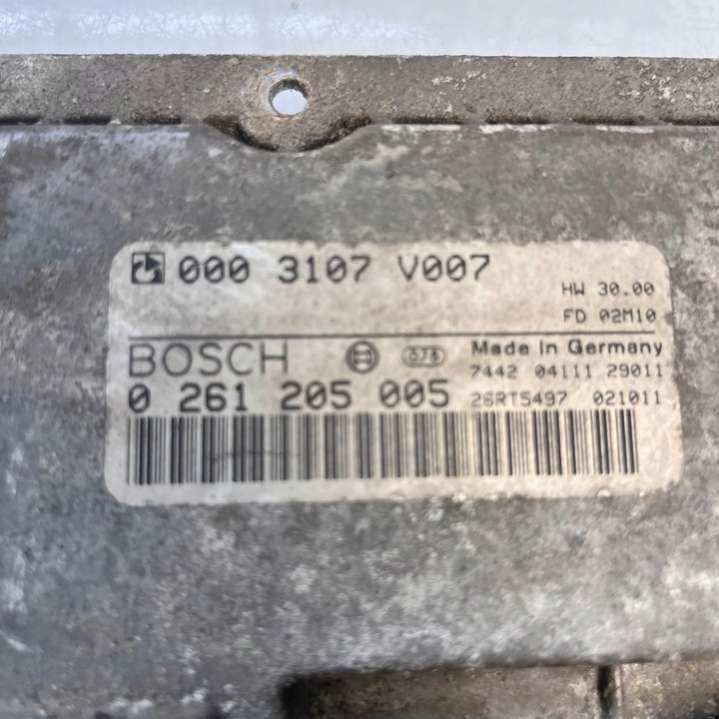 000 3107 V007
HW 30.00
FD 02M10
BOSCH
Made in Germany
7442 04111 29011
0 261 205 005
26RT5497 021011